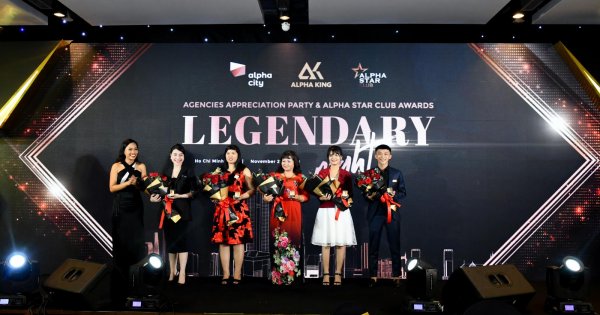 alpha
city
ALPHA KING
ALPHA
STAR
AGENCIES APPRECIATION PARTY & ALPHA STAR CLUB AWARDS
LEGENDARY
night
Ho Chi Minh
November 2